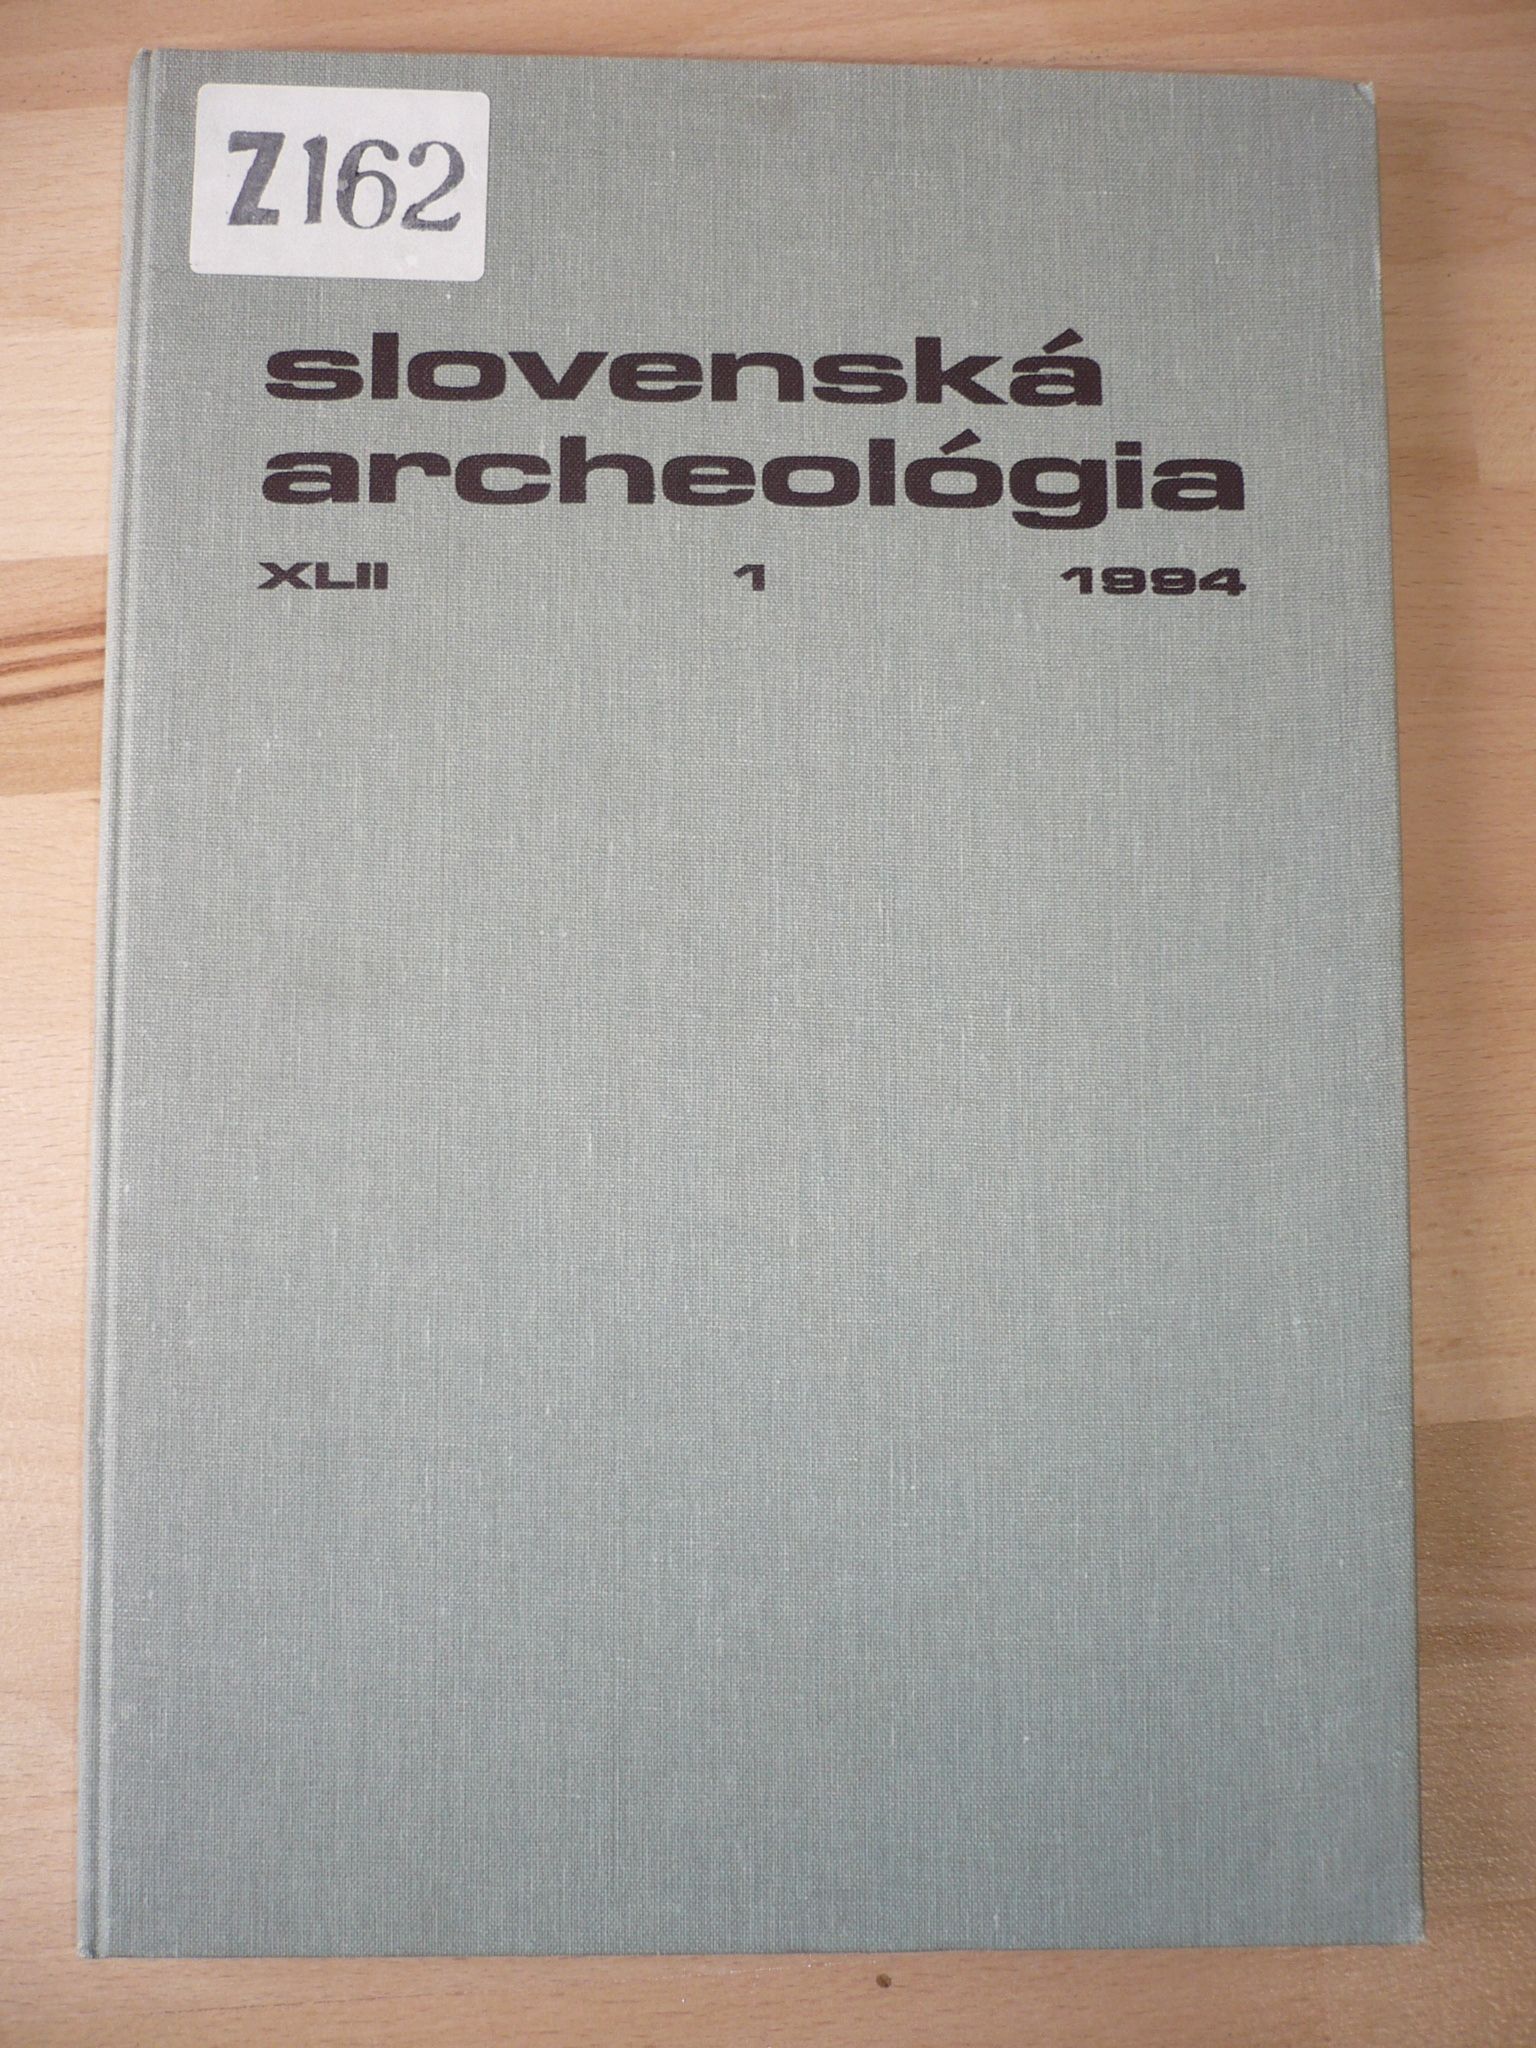 Z162
slovenská
archeológia
XLII 1 1994